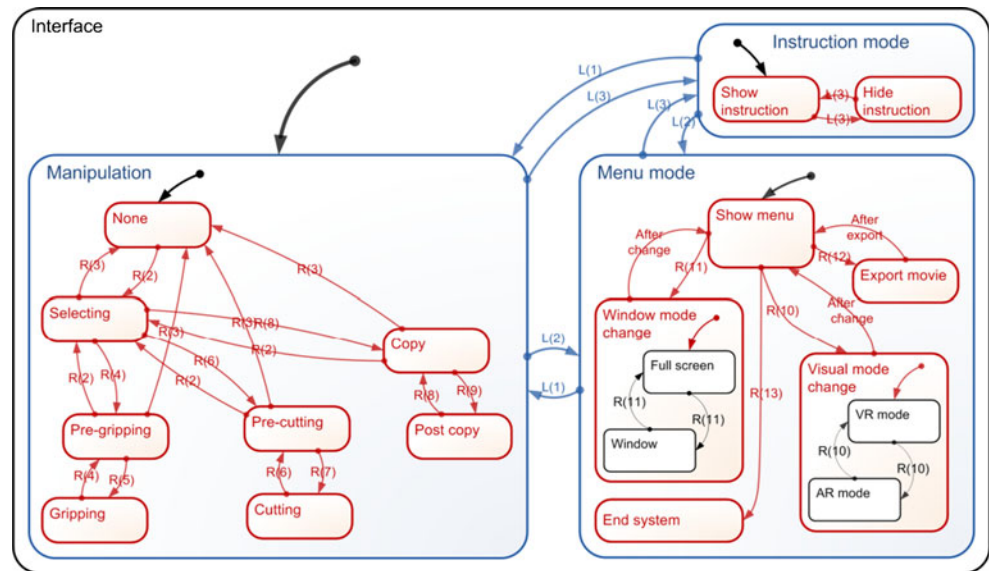 Interface
Instruction mode
Show
instruction
Hide
instruction
L(3)
L(3)
L(1)
L(3)
L(3)
L(2)
Manipulation
None
R(3)
R(2)
R(3)
Selecting
R(3)
R(3)
R(8)
R(2)
Copy
R(2)
R(4)
R(6)
R(2)
R(8)
R(9)
Pre-gripping
Pre-cutting
Post copy
R(4)
R(5)
R(6)
R(7)
Gripping
Cutting
L(2)
L(1)
Menu mode
Show menu
After
change
After
export
R(11)
R(12)
Export movie
Window mode
change
R(10)
After
change
Full screen
R(11)
R(11)
Window
R(13)
Visual mode
change
VR mode
R(10)
R(10)
AR mode
End system